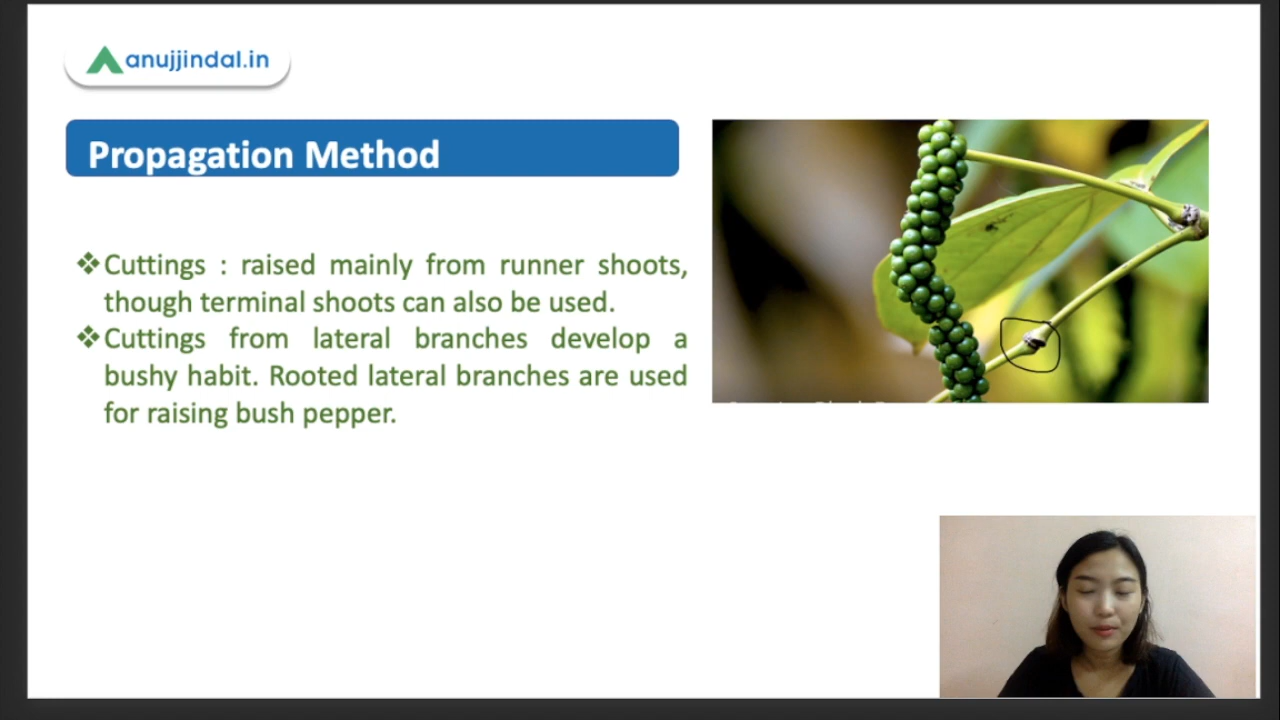 anujjindal.in
Propagation Method
❖Cuttings : raised mainly from runner shoots,
though terminal shoots can also be used.
❖Cuttings from lateral branches develop a
bushy habit. Rooted lateral branches are used
for raising bush pepper.